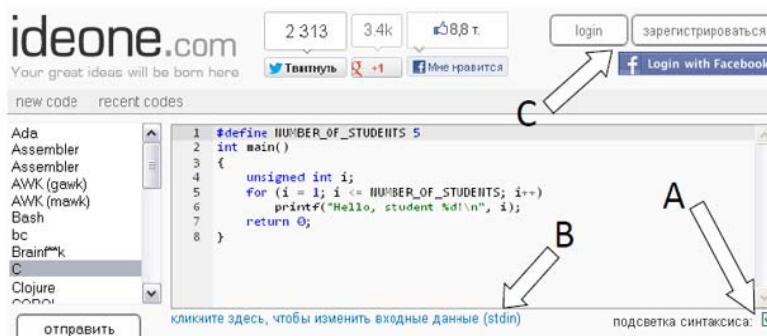 ideone.com
Your great ideas will be born here
2 313
3.4k
8,8 т.
Твитнуть
+1
Мне нравится
login
зарегистрироваться
Login with Facebook
new code recent codes
C
Ada
Assembler
Assembler
AWK (gawk)
AWK (mawk)
Bash
bc
Brainf**k
C
Clojure
COBOL
1 #define NUMBER_OF_STUDENTS 5
2 int main()
3 {
4 unsigned int i;
5 for (i = 1; i <= NUMBER_OF_STUDENTS; i++)
6 printf("Hello, student %d!\n", i);
7 return 0;
8 }
A
B
кликните здесь, чтобы изменить входные данные (stdin)
подсветка синтаксиса:
отправить